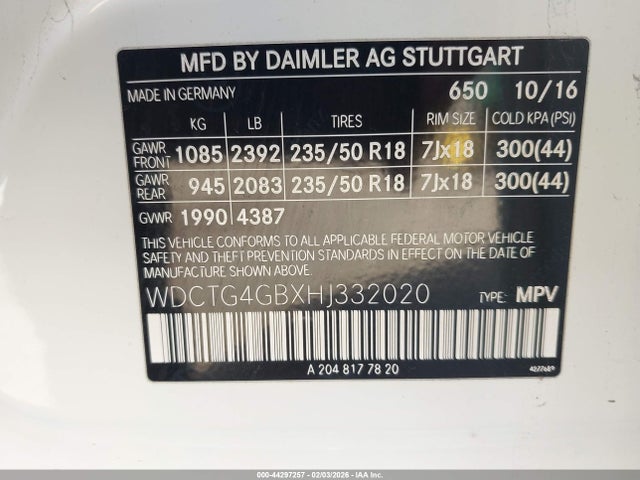 MFD BY DAIMLER AG STUTTGART
MADE IN GERMANY 650 10/16
KG LB TIRES RIM SIZE COLD KPA (PSI)
GAWR FRONT 1085 2392 235/50 R18 7Jx18 300(44)
GAWR REAR 945 2083 235/50 R18 7Jx18 300(44)
GVWR 1990 4387
THIS VEHICLE CONFORMS TO ALL APPLICABLE FEDERAL MOTOR VEHICLE
SAFETY AND THEFT PREVENTION STANDARDS IN EFFECT ON THE DATE OF
MANUFACTURE SHOWN ABOVE.
WDCTG4GBXHJ332020 TYPE: MPV
A 204 817 78 20
000-44297257 - 02/03/2026 - IAAI.COM